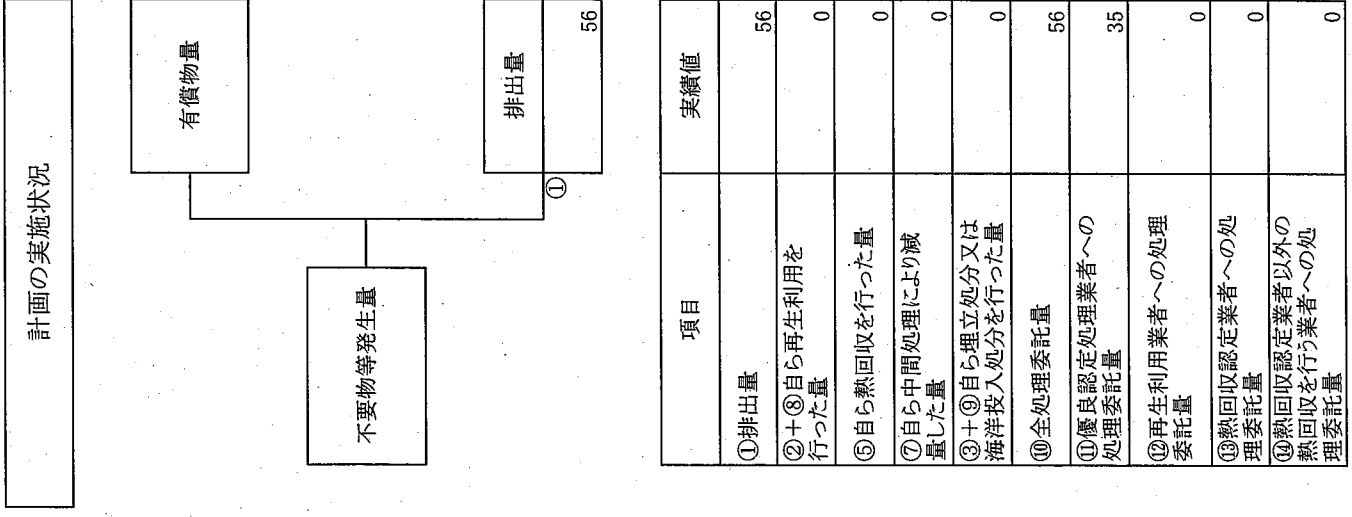 計画の実施状況
有償物量
不要物等発生量
排出量
①
56
項目
実績値
①排出量
56
②+⑧自ら再生利用を
行った量
0
⑤自ら熱回収を行った量
0
⑦自ら中間処理により減
量した量
0
③+⑨自ら埋立処分又は
海洋投入処分を行った量
0
⑩全処理委託量
56
⑪優良認定処理業者への
処理委託量
35
⑫再生利用業者への処理
委託量
0
⑬熱回収認定業者への処
理委託量
0
⑭熱回収認定業者以外の
熱回収を行う業者への処
理委託量
0